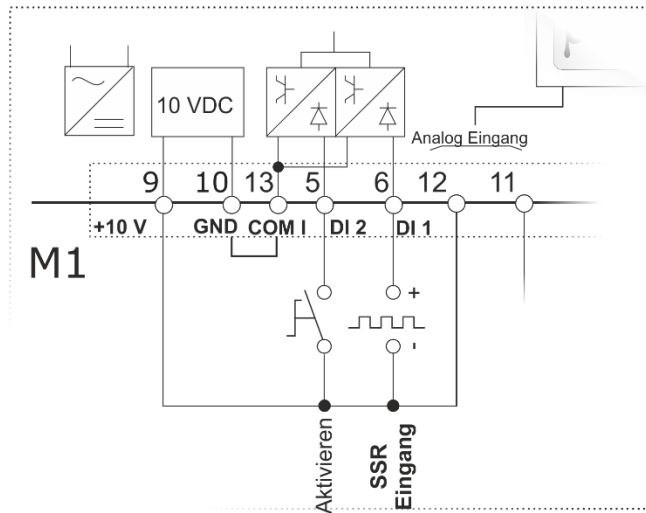 10 VDC
Analog Eingang
9 10 13 5 6 12 11
+10 V GND COM I DI 2 DI 1
M1
+
-
Aktivieren
SSR
Eingang